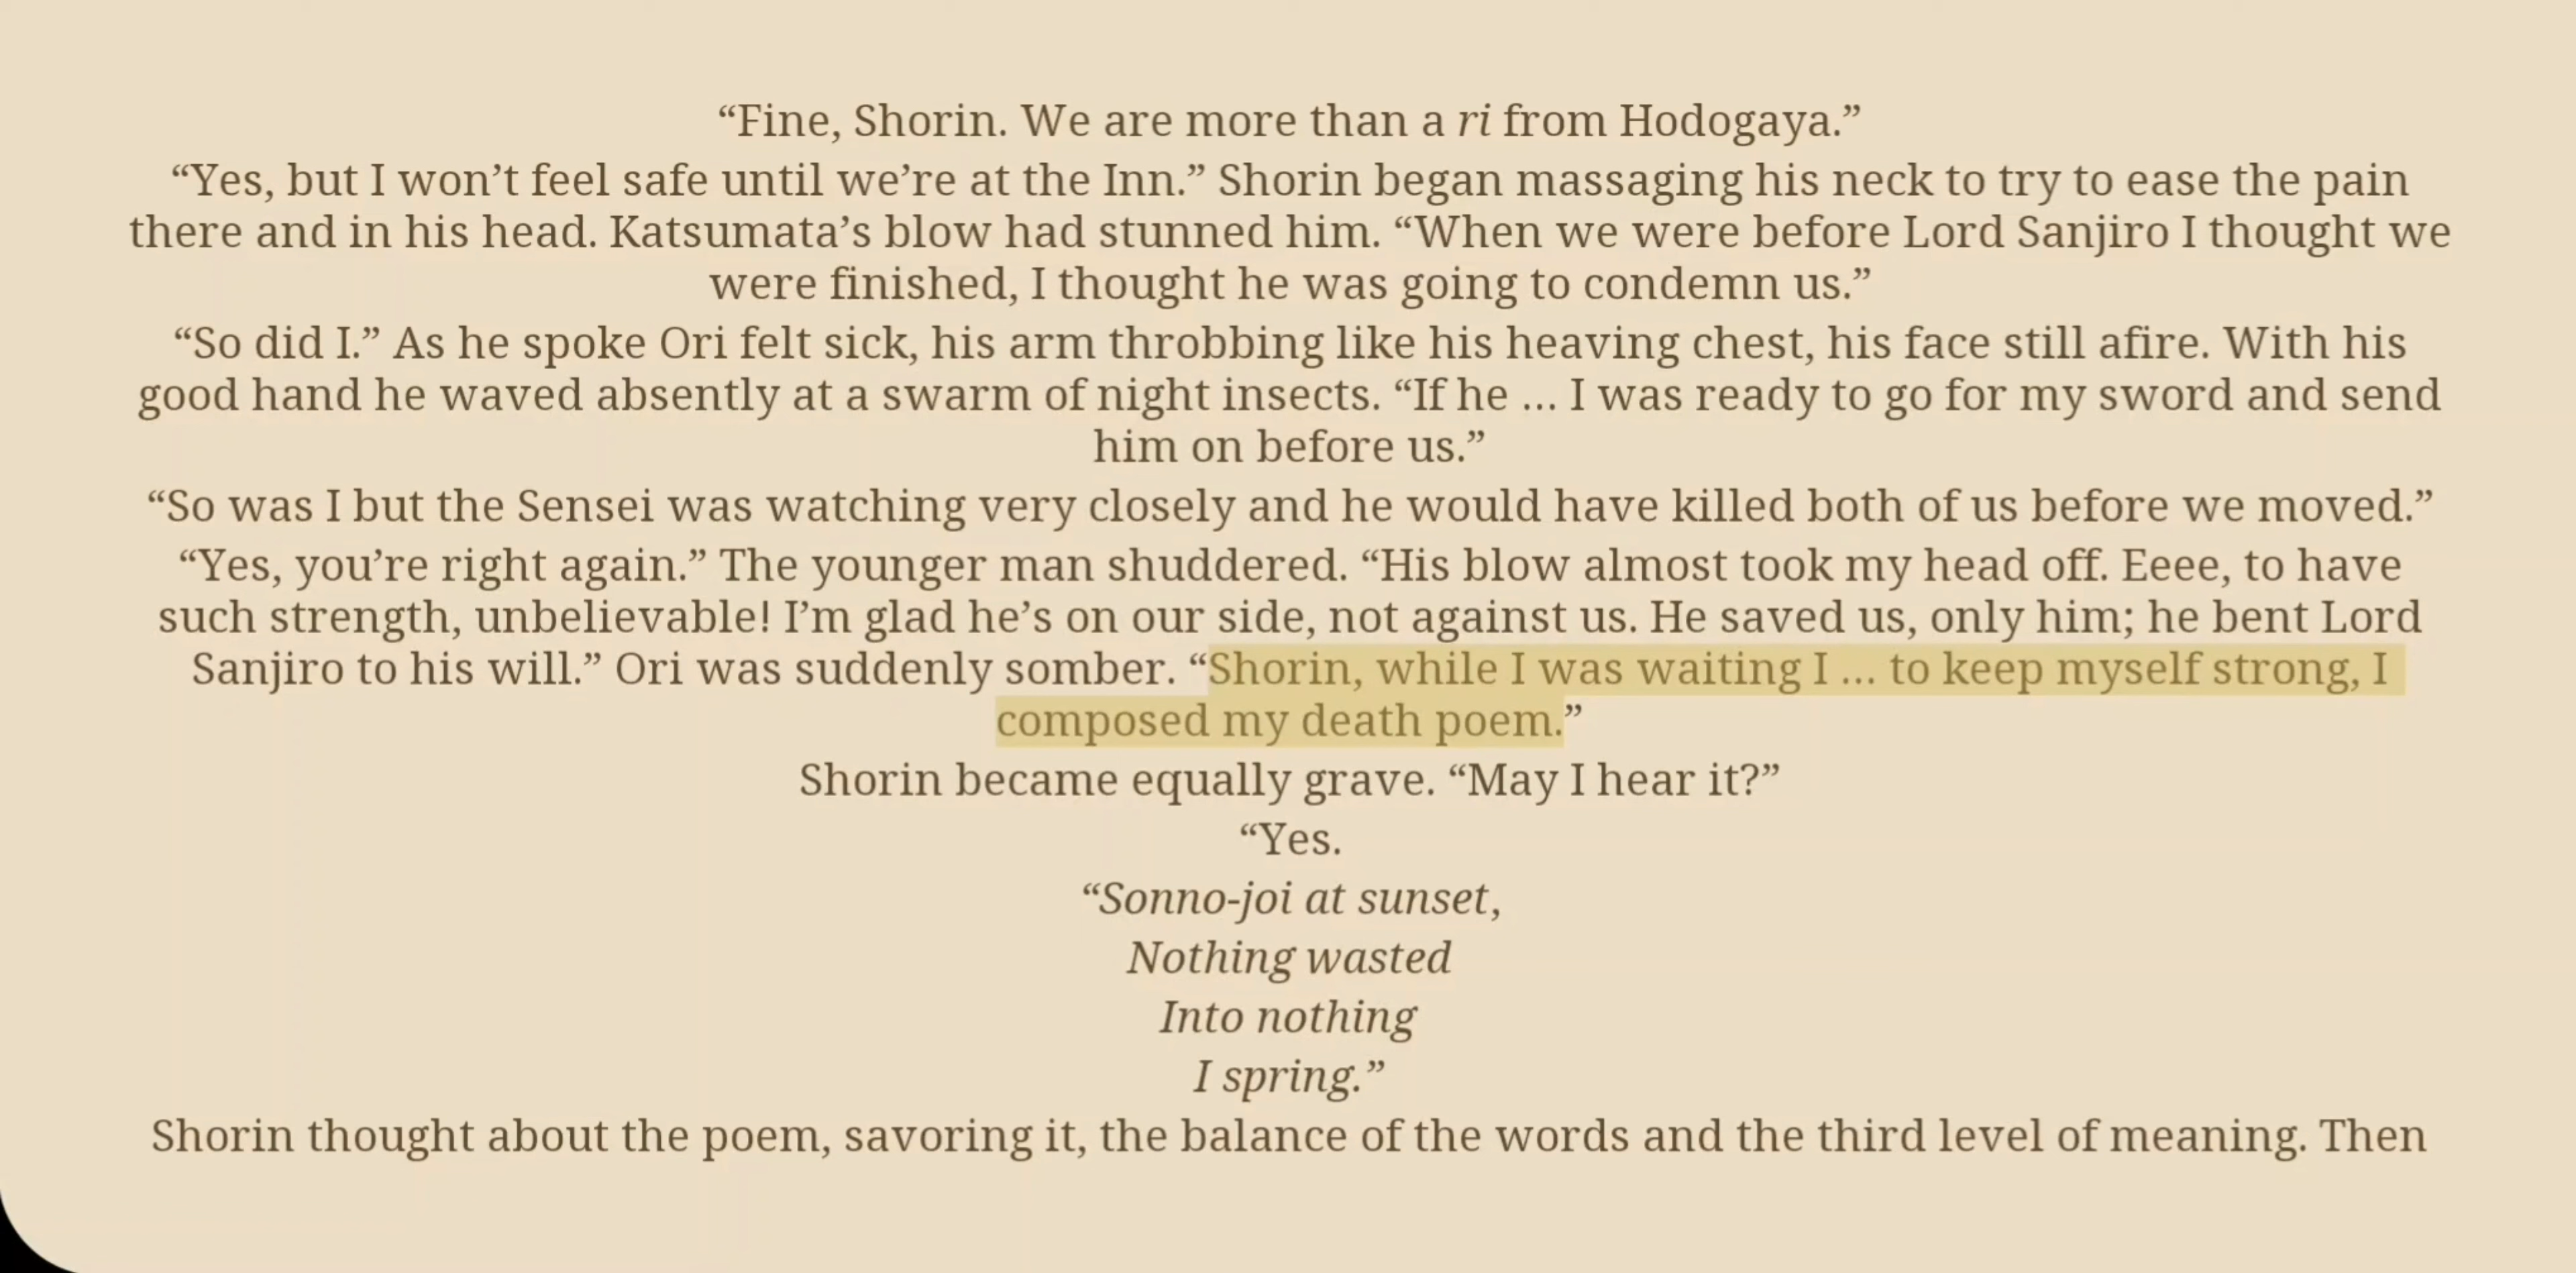 “Fine, Shorin. We are more than a ri from Hodogaya.”
“Yes, but I won’t feel safe until we’re at the Inn.” Shorin began massaging his neck to try to ease the pain
there and in his head. Katsumata’s blow had stunned him. “When we were before Lord Sanjiro I thought we
were finished, I thought he was going to condemn us.”
“So did I.” As he spoke Ori felt sick, his arm throbbing like his heaving chest, his face still afire. With his
good hand he waved absently at a swarm of night insects. “If he ... I was ready to go for my sword and send
him on before us.”
“So was I but the Sensei was watching very closely and he would have killed both of us before we moved.”
“Yes, you’re right again.” The younger man shuddered. “His blow almost took my head off. Eeee, to have
such strength, unbelievable! I’m glad he’s on our side, not against us. He saved us, only him; he bent Lord
Sanjiro to his will.” Ori was suddenly somber. “Shorin, while I was waiting I ... to keep myself strong, I
composed my death poem.”
Shorin became equally grave. “May I hear it?”
“Yes.
“Sonno-joi at sunset,
Nothing wasted
Into nothing
I spring.”
Shorin thought about the poem, savoring it, the balance of the words and the third level of meaning. Then